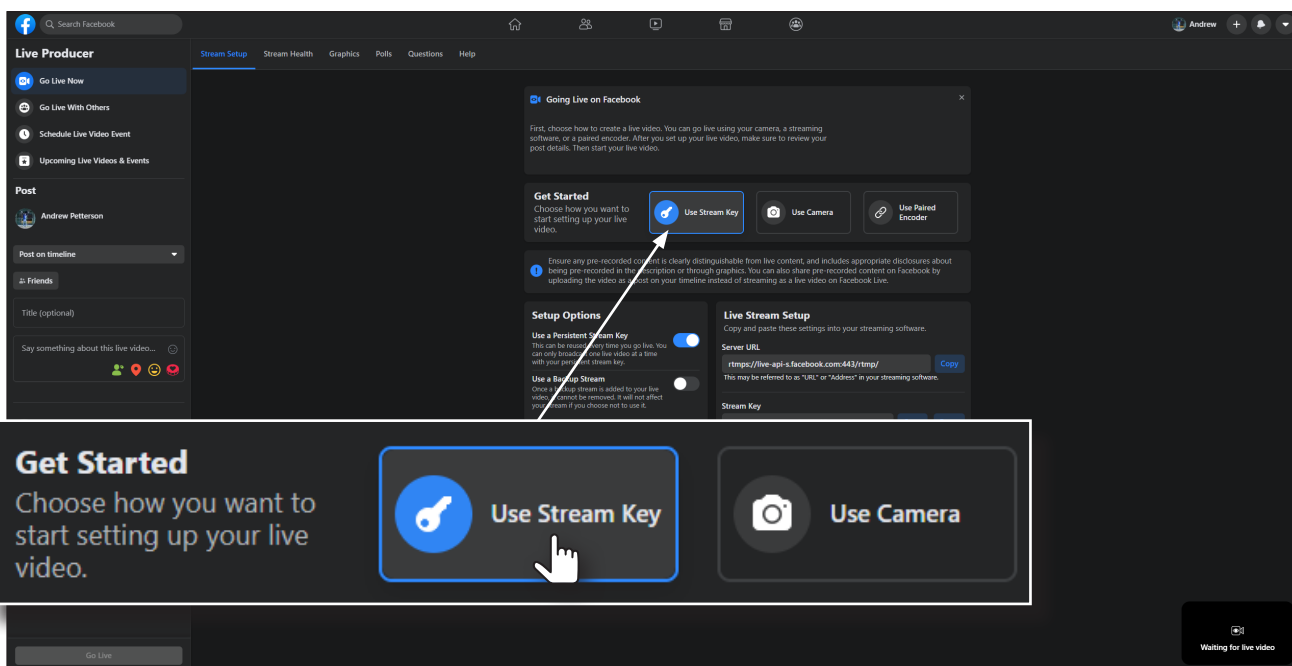 Search Facebook
Andrew
Live Producer
Stream Setup
Stream Health
Graphics
Polls
Questions
Help
Go Live Now
Go Live With Others
Schedule Live Video Event
Upcoming Live Videos & Events
Post
Andrew Petterson
Post on timeline
Friends
Title (optional)
Say something about this live video...
Going Live on Facebook
First, choose how to create a live video. You can go live using your camera, a streaming
software, or a paired encoder. After you set up your live video, make sure to review your
post details. Then start your live video.
Get Started
Choose how you want to
start setting up your live
video.
Use Stream Key
Use Camera
Use Paired
Encoder
Ensure any pre-recorded content is clearly distinguishable from live content, and includes appropriate disclosures about
being pre-recorded in the description or through graphics. You can also share pre-recorded content on Facebook by
uploading the video as a post on your timeline instead of streaming as a live video on Facebook Live.
Setup Options
Use a Persistent Stream Key
This can be reused every time you go live. You
can only broadcast one live video at a time
with your persistent stream key.
Use a Backup Stream
Once a backup stream is added to your live
video, it cannot be removed. It will not affect
your stream if you choose not to use it.
Live Stream Setup
Copy and paste these settings into your streaming software.
Server URL
rtmps://live-api-s.facebook.com:443/rtmp/
Copy
This may be referred to as "URL" or "Address" in your streaming software.
Stream Key
Get Started
Choose how you want to
start setting up your live
video.
Use Stream Key
Use Camera
Go Live
Waiting for live video